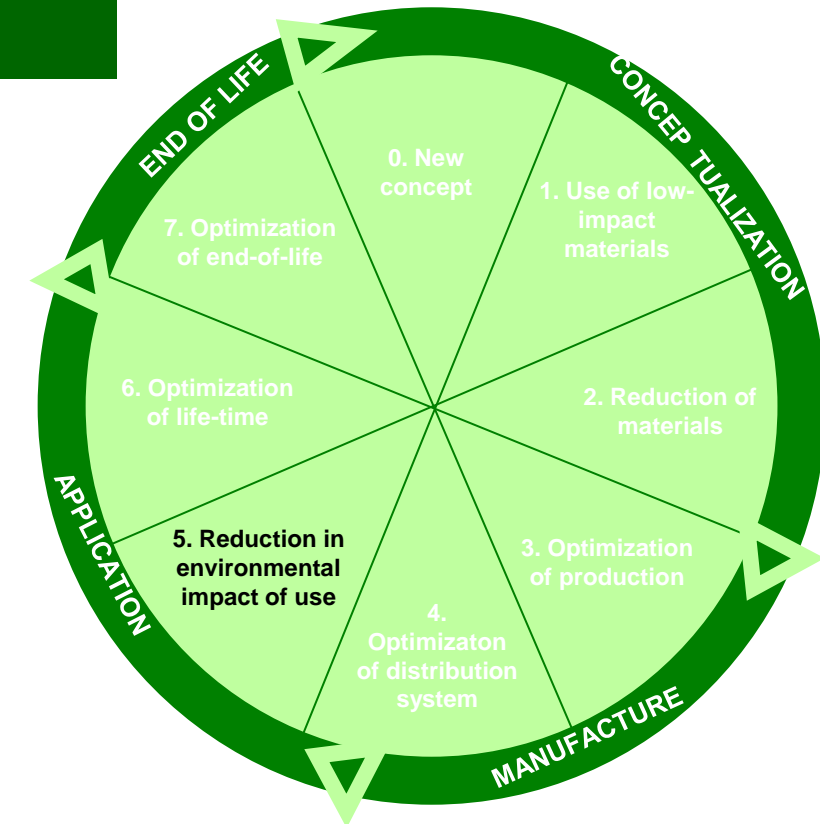 END OF LIFE
CONCEP TUALIZATION
0. New
concept
1. Use of low-
impact
materials
7. Optimization
of end-of-life
6. Optimization
of life-time
2. Reduction of
materials
APPLICATION
5. Reduction in
environmental
impact of use
3. Optimization
of production
4.
Optimizaton
of distribution
system
MANUFACTURE